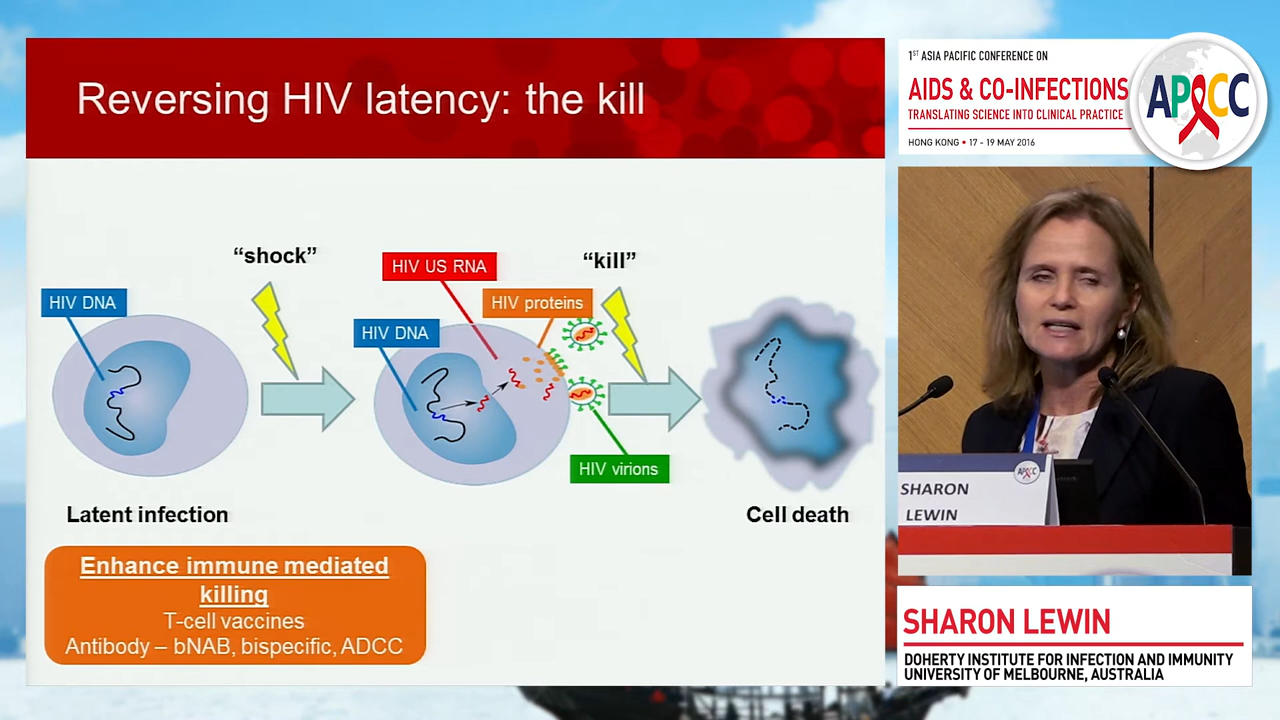 Reversing HIV latency: the kill
“shock”
HIV US RNA
“kill”
HIV DNA
HIV proteins
HIV DNA
HIV virions
Latent infection
Cell death
Enhance immune mediated
killing
T-cell vaccines
Antibody – bNAB, bispecific, ADCC
1ST ASIA PACIFIC CONFERENCE ON
AIDS & CO-INFECTIONS
TRANSLATING SCIENCE INTO CLINICAL PRACTICE
HONG KONG • 17 - 19 MAY 2016
APACC
APACC
SHARON
LEWIN
SHARON LEWIN
DOHERTY INSTITUTE FOR INFECTION AND IMMUNITY
UNIVERSITY OF MELBOURNE, AUSTRALIA